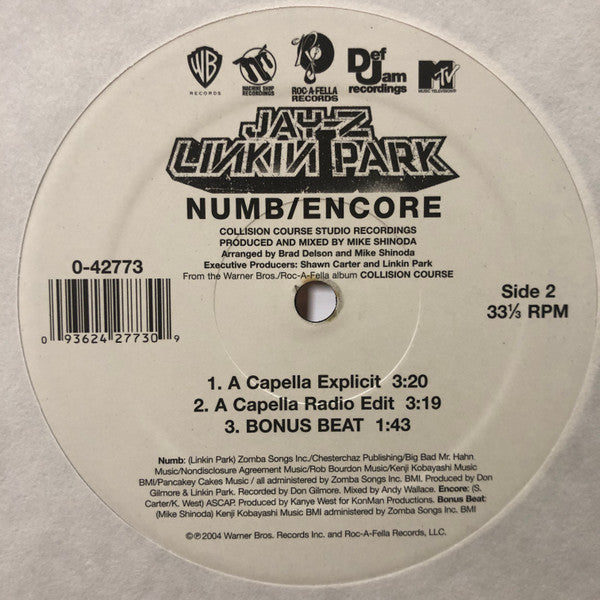 WB
RECORDS
MACHINE SHOP
RECORDINGS
ROC-A-FELLA
RECORDS
Def
Jam
recordings
MTV
MUSIC TELEVISION
JAY-Z
LINKIN PARK
NUMB/ENCORE
COLLISION COURSE STUDIO RECORDINGS
PRODUCED AND MIXED BY MIKE SHINODA
Arranged by Brad Delson and Mike Shinoda
Executive Producers: Shawn Carter and Linkin Park
From the Warner Bros./Roc-A-Fella album COLLISION COURSE
0-42773
0 93624 27730 9
Side 2
33⅓ RPM
1. A Capella Explicit 3:20
2. A Capella Radio Edit 3:19
3. BONUS BEAT 1:43
Numb: (Linkin Park) Zomba Songs Inc./Chesterchaz Publishing/Big Bad Mr. Hahn
Music/Nondisclosure Agreement Music/Rob Bourdon Music/Kenji Kobayashi Music
BMI/Pancakey Cakes Music / all administered by Zomba Songs Inc. BMI. Produced by Don
Gilmore & Linkin Park. Recorded by Don Gilmore. Mixed by Andy Wallace. Encore: (S.
Carter/K. West) ASCAP. Produced by Kanye West for KonMan Productions. Bonus Beat:
(Mike Shinoda) Kenji Kobayashi Music BMI administered by Zomba Songs Inc. BMI
©℗2004 Warner Bros. Records Inc. and Roc-A-Fella Records, LLC.